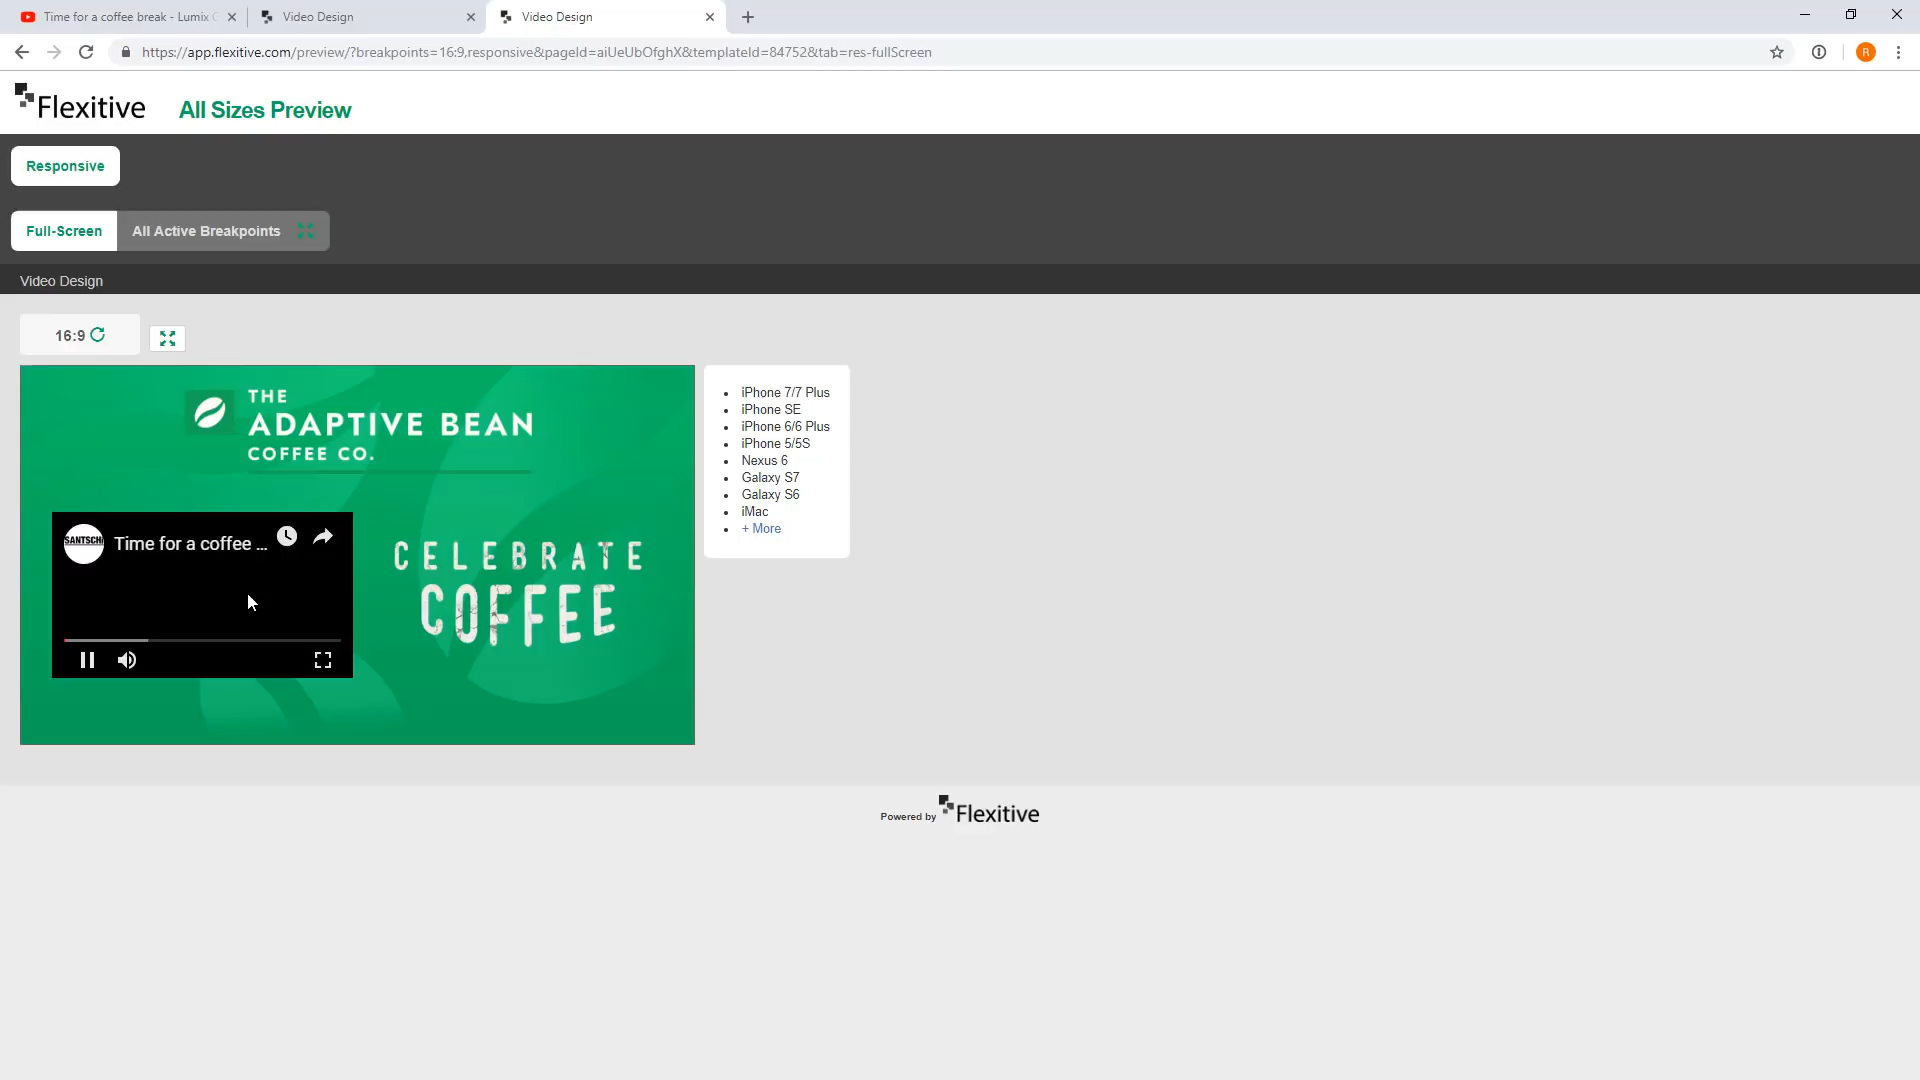 Time for a coffee break - Lumix
Video Design
Video Design
https://app.flexitive.com/preview/?breakpoints=16:9,responsive&pageId=aiUeUbOfghX&templateId=84752&tab=res-fullScreen
R
Flexitive
All Sizes Preview
Responsive
Full-Screen
All Active Breakpoints
Video Design
16:9
THE
ADAPTIVE BEAN
COFFEE CO.
SANTSCHI
Time for a coffee ...
CELEBRATE
COFFEE
iPhone 7/7 Plus
iPhone SE
iPhone 6/6 Plus
iPhone 5/5S
Nexus 6
Galaxy S7
Galaxy S6
iMac
+ More
Powered by Flexitive